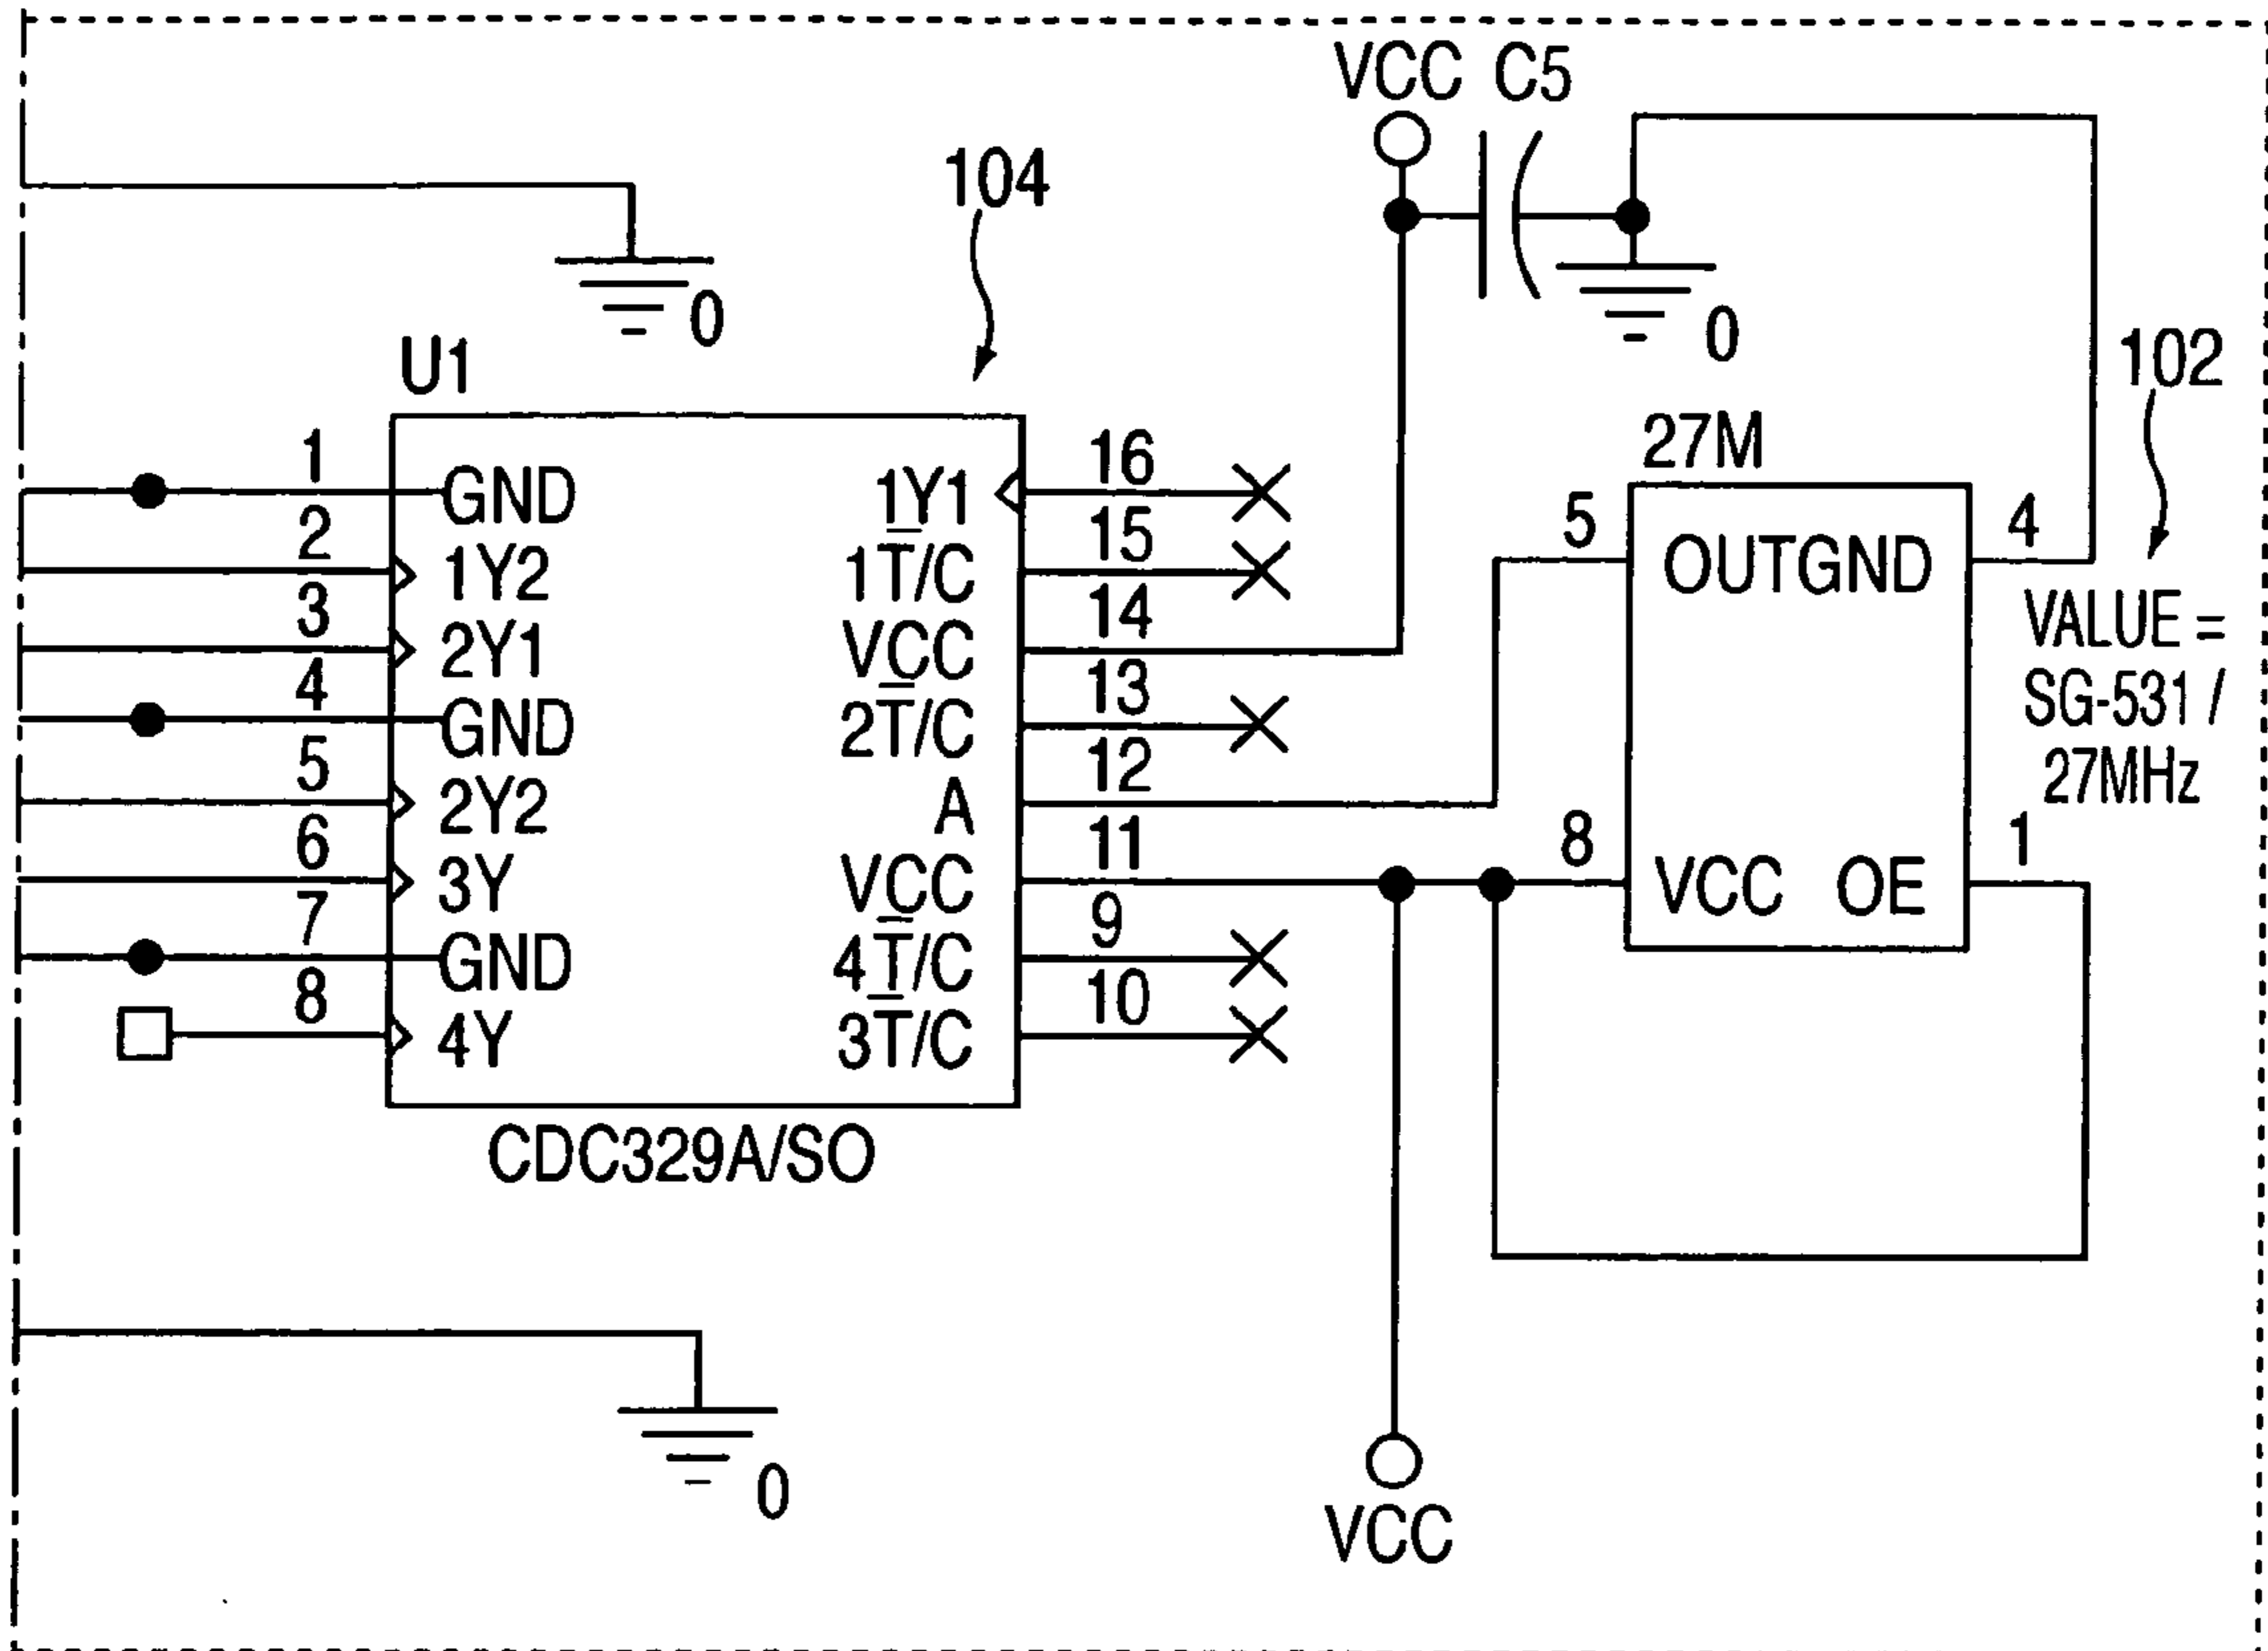 VCC C5
104
0
0
102
U1
27M
1 GND
2 1Y2
3 2Y1
4 GND
5 2Y2
6 3Y
7 GND
8 4Y
1Y1 16
1T̅/C 15
VCC 14
2T̅/C 13
A 12
VCC 11
4T̅/C 9
3T̅/C 10
CDC329A/SO
5 OUTGND 4
8 VCC OE 1
VALUE =
SG-531 /
27MHz
0
VCC